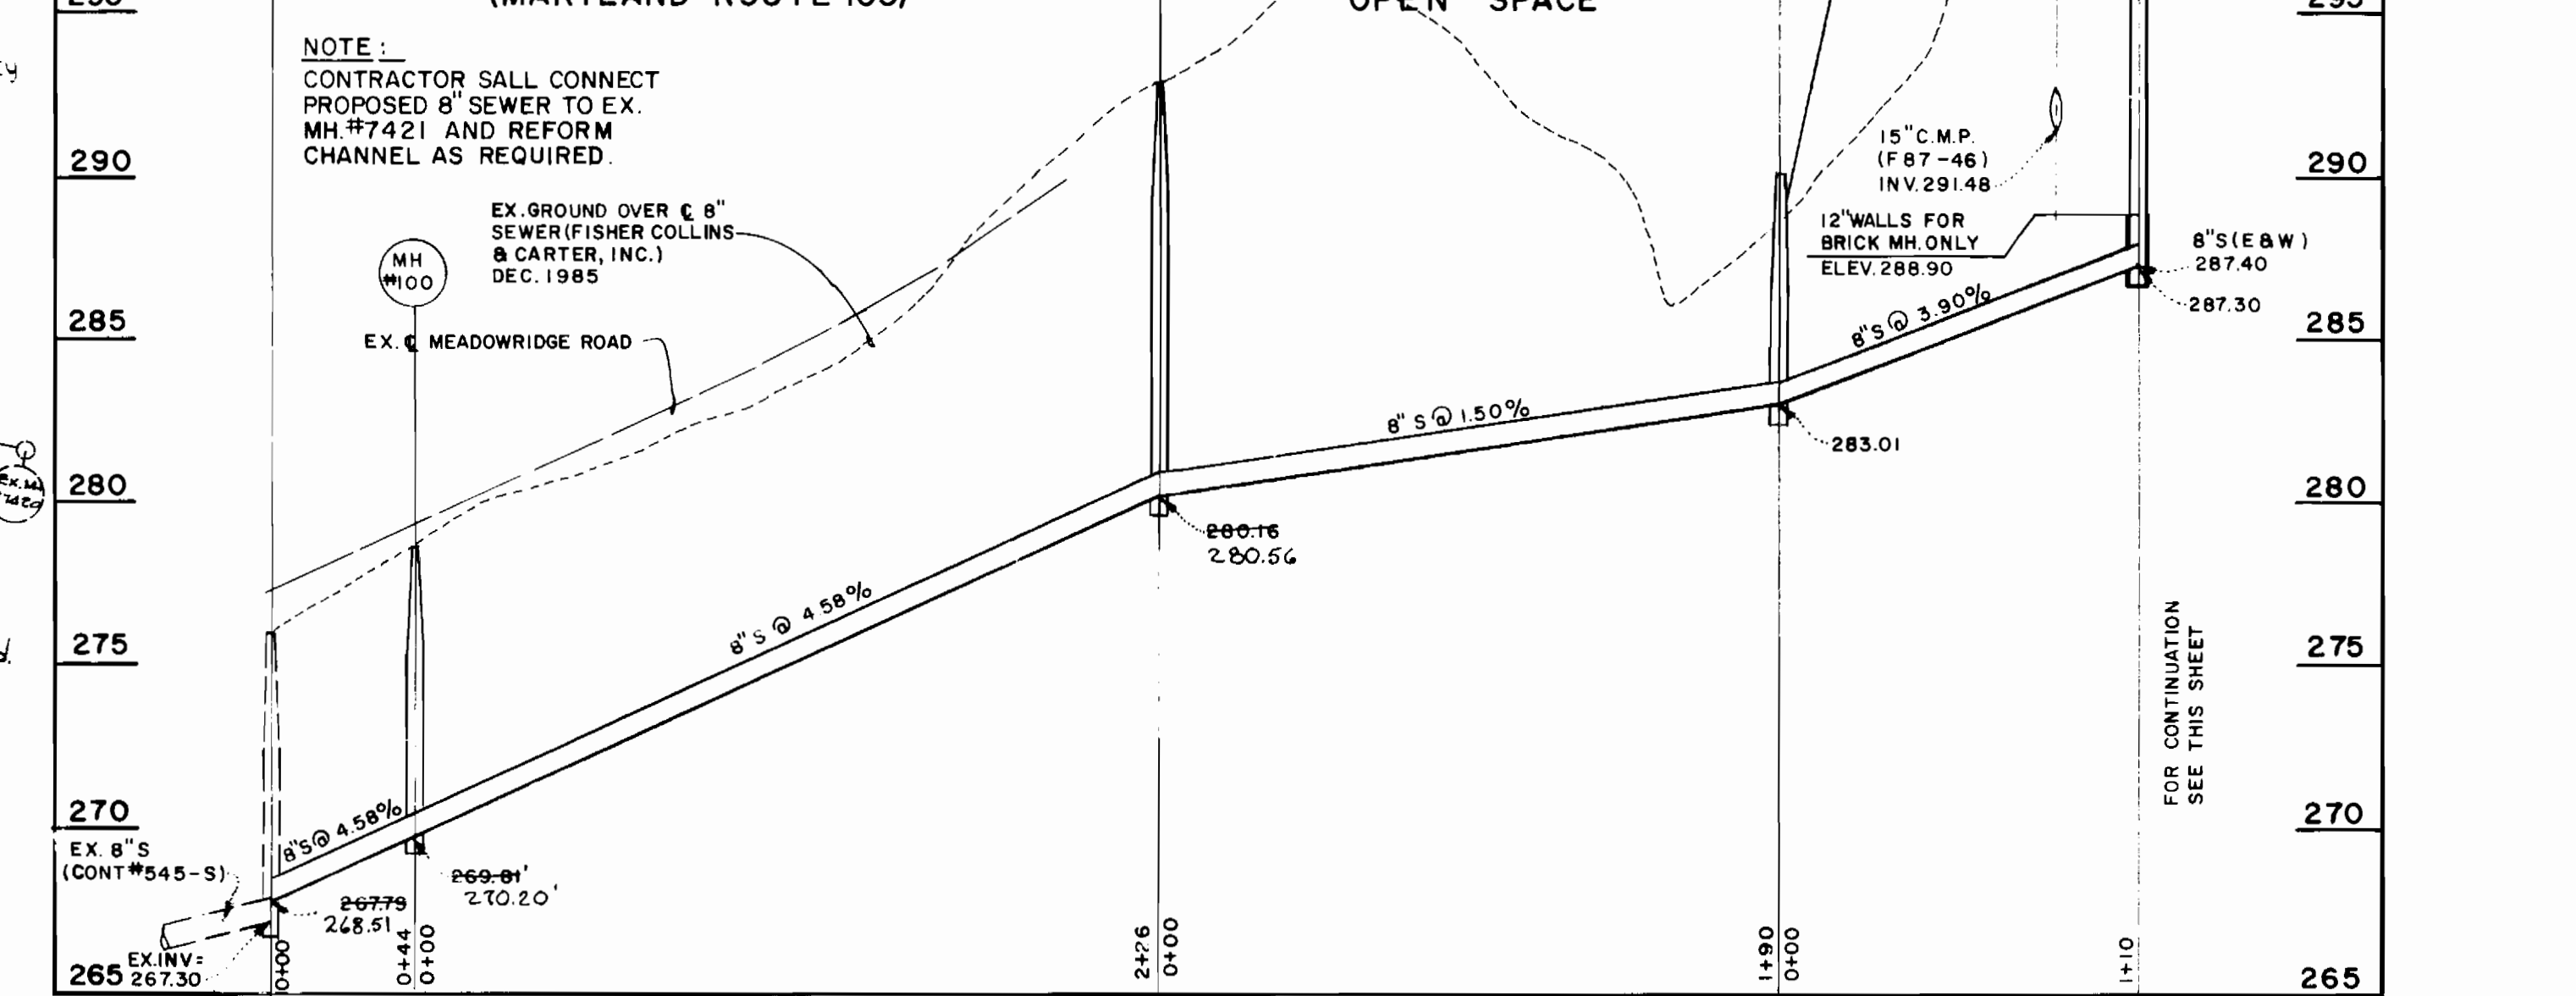 OPEN SPACE
295
NOTE:
CONTRACTOR SALL CONNECT
PROPOSED 8" SEWER TO EX.
MH.#7421 AND REFORM
CHANNEL AS REQUIRED.
290
285
280
275
270
265
EX.GROUND OVER ℄ 8"
SEWER(FISHER COLLINS
& CARTER, INC.)
DEC. 1985
MH
#100
EX. ℄ MEADOWRIDGE ROAD
15"C.M.P.
(F87-46)
INV.291.48
12"WALLS FOR
BRICK MH.ONLY
ELEV.288.90
8"S(E&W)
287.40
287.30
8"S @ 3.90%
8" S @ 1.50%
283.01
280.16
280.56
8" S @ 4.58%
8"S@ 4.58%
269.81'
270.20'
267.79
268.51
EX. 8"S
(CONT#545-S)
EX.INV=
267.30
0+00
0+44
0+00
2+26
0+00
1+90
0+00
1+10
FOR CONTINUATION
SEE THIS SHEET
290
285
280
275
270
265